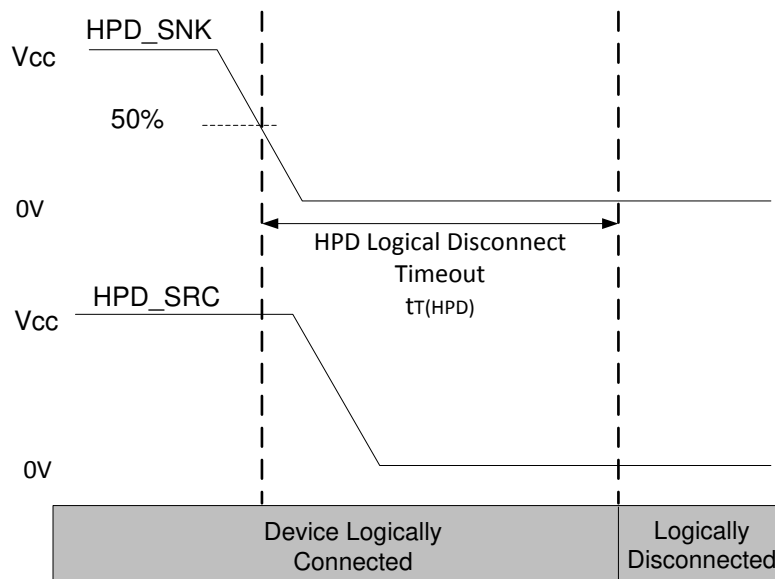 HPD_SNK
Vcc
50%
0V
HPD Logical Disconnect
Timeout
tT(HPD)
HPD_SRC
Vcc
0V
Device Logically
Connected
Logically
Disconnected